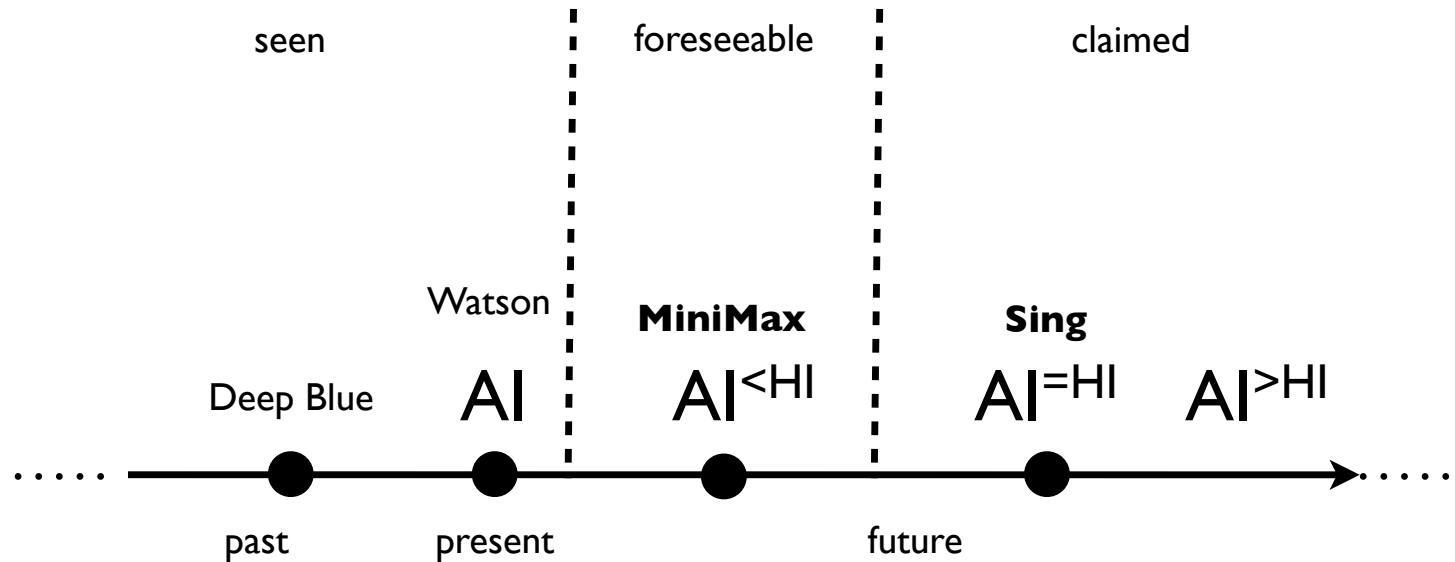 seen foreseeable claimed
Watson MiniMax Sing
Deep Blue AI AI<HI AI=HI AI>HI
..... .....
past present future